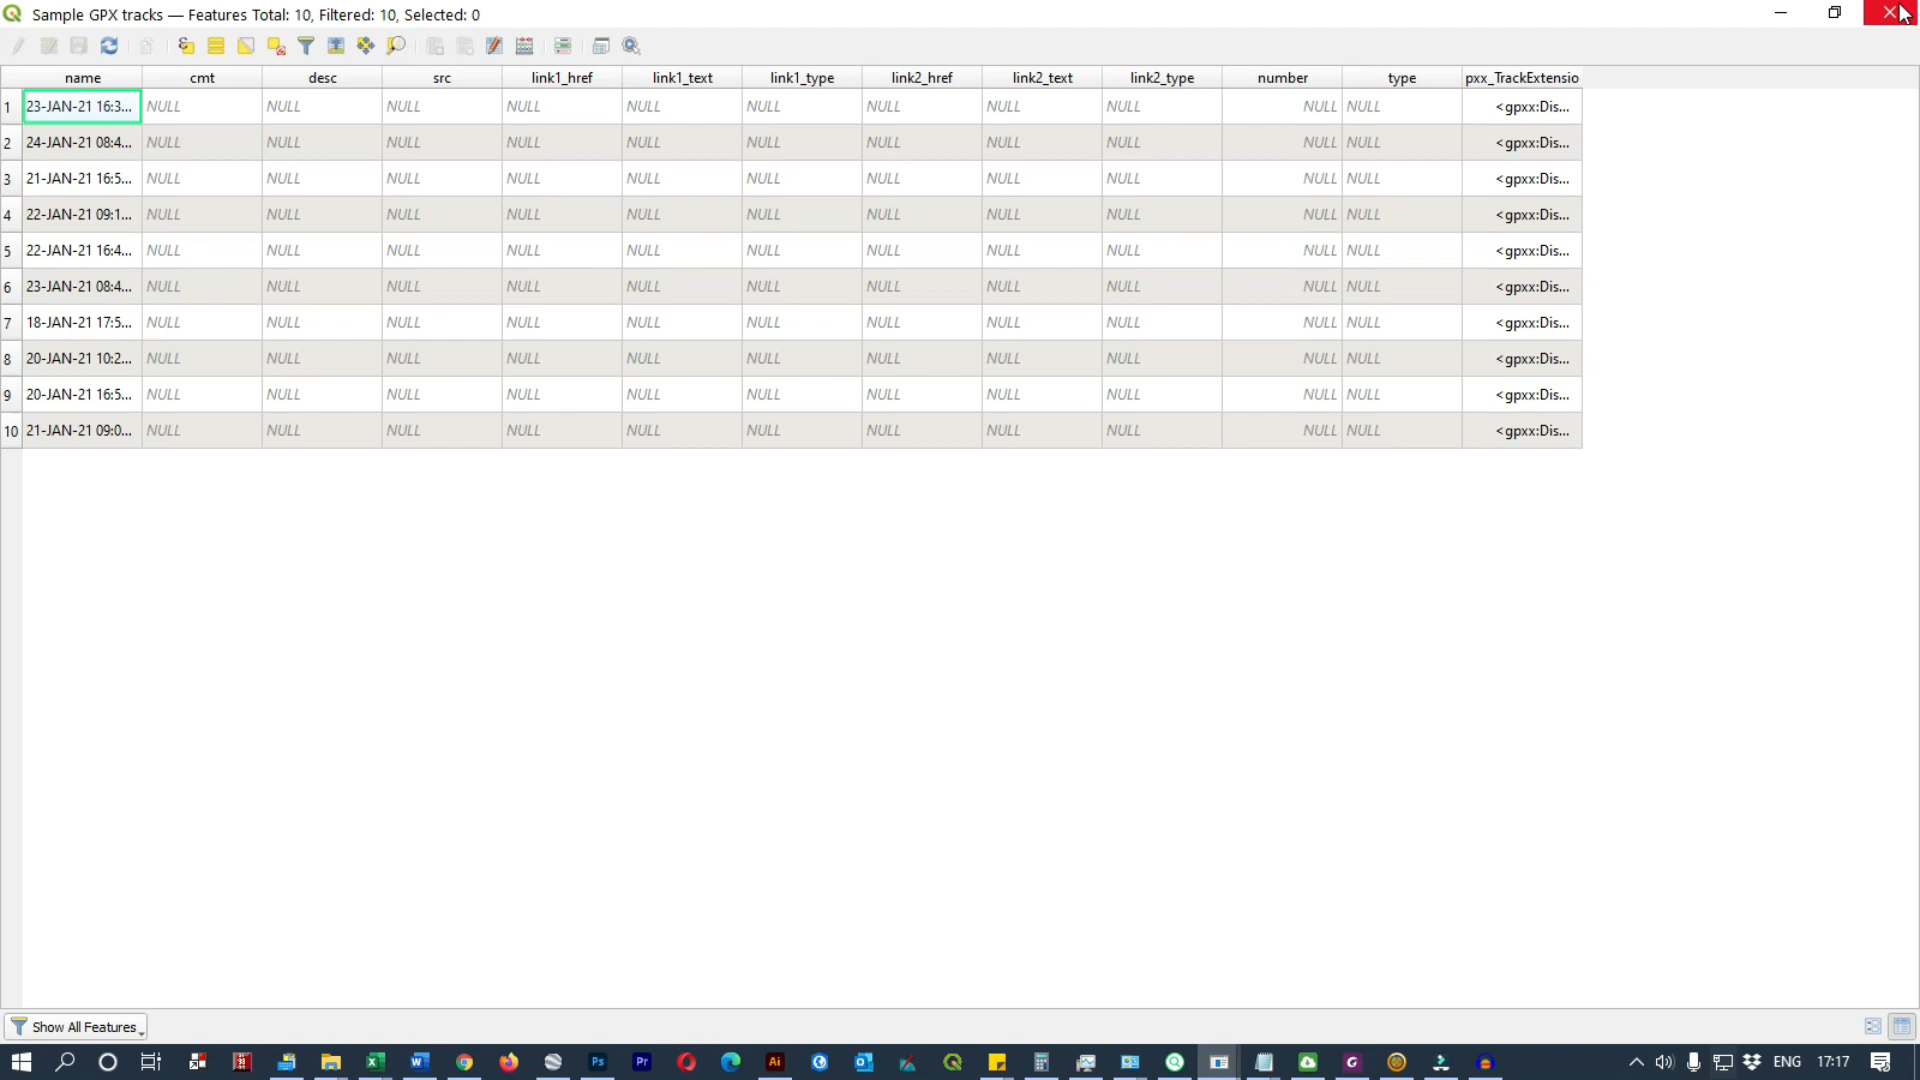 Sample GPX tracks — Features Total: 10, Filtered: 10, Selected: 0
name cmt desc src link1_href link1_text link1_type link2_href link2_text link2_type number type pxx_TrackExtensio
1 23-JAN-21 16:3... NULL NULL NULL NULL NULL NULL NULL NULL NULL NULL NULL <gpxx:Dis...
2 24-JAN-21 08:4... NULL NULL NULL NULL NULL NULL NULL NULL NULL NULL NULL <gpxx:Dis...
3 21-JAN-21 16:5... NULL NULL NULL NULL NULL NULL NULL NULL NULL NULL NULL <gpxx:Dis...
4 22-JAN-21 09:1... NULL NULL NULL NULL NULL NULL NULL NULL NULL NULL NULL <gpxx:Dis...
5 22-JAN-21 16:4... NULL NULL NULL NULL NULL NULL NULL NULL NULL NULL NULL <gpxx:Dis...
6 23-JAN-21 08:4... NULL NULL NULL NULL NULL NULL NULL NULL NULL NULL NULL <gpxx:Dis...
7 18-JAN-21 17:5... NULL NULL NULL NULL NULL NULL NULL NULL NULL NULL NULL <gpxx:Dis...
8 20-JAN-21 10:2... NULL NULL NULL NULL NULL NULL NULL NULL NULL NULL NULL <gpxx:Dis...
9 20-JAN-21 16:5... NULL NULL NULL NULL NULL NULL NULL NULL NULL NULL NULL <gpxx:Dis...
10 21-JAN-21 09:0... NULL NULL NULL NULL NULL NULL NULL NULL NULL NULL NULL <gpxx:Dis...
Show All Features
Ps Pr Ai ENG 17:17